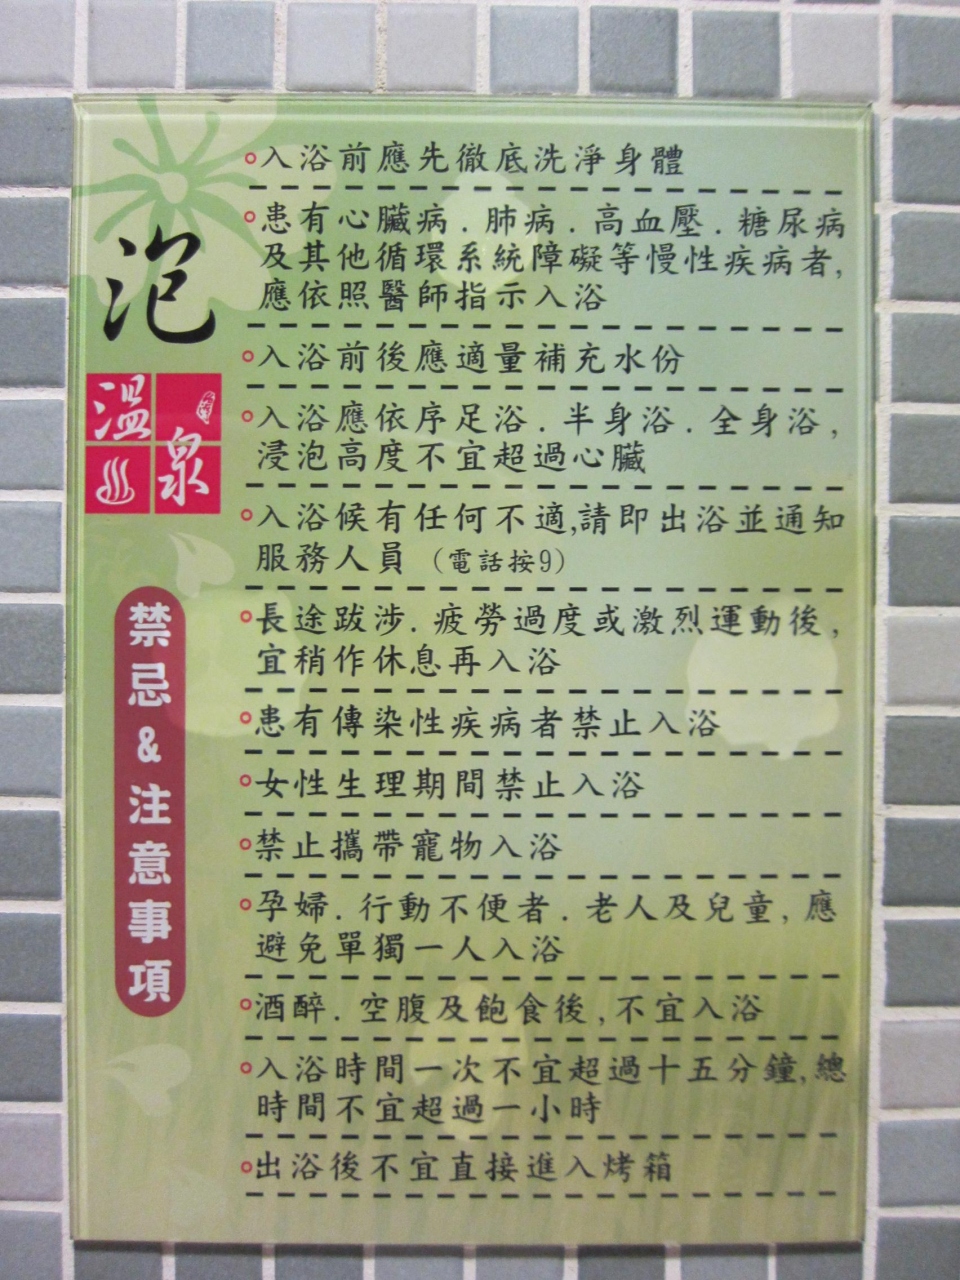 泡
溫泉
禁忌&注意事項
入浴前應先徹底洗淨身體
患有心臟病．肺病．高血壓．糖尿病
及其他循環系統障礙等慢性疾病者，
應依照醫師指示入浴
入浴前後應適量補充水份
入浴應依序足浴．半身浴．全身浴，
浸泡高度不宜超過心臟
入浴候有任何不適,請即出浴並通知
服務人員（電話按9）
長途跋涉．疲勞過度或激烈運動後，
宜稍作休息再入浴
患有傳染性疾病者禁止入浴
女性生理期間禁止入浴
禁止攜帶寵物入浴
孕婦．行動不便者．老人及兒童，應
避免單獨一人入浴
酒醉．空腹及飽食後,不宜入浴
入浴時間一次不宜超過十五分鐘,總
時間不宜超過一小時
出浴後不宜直接進入烤箱